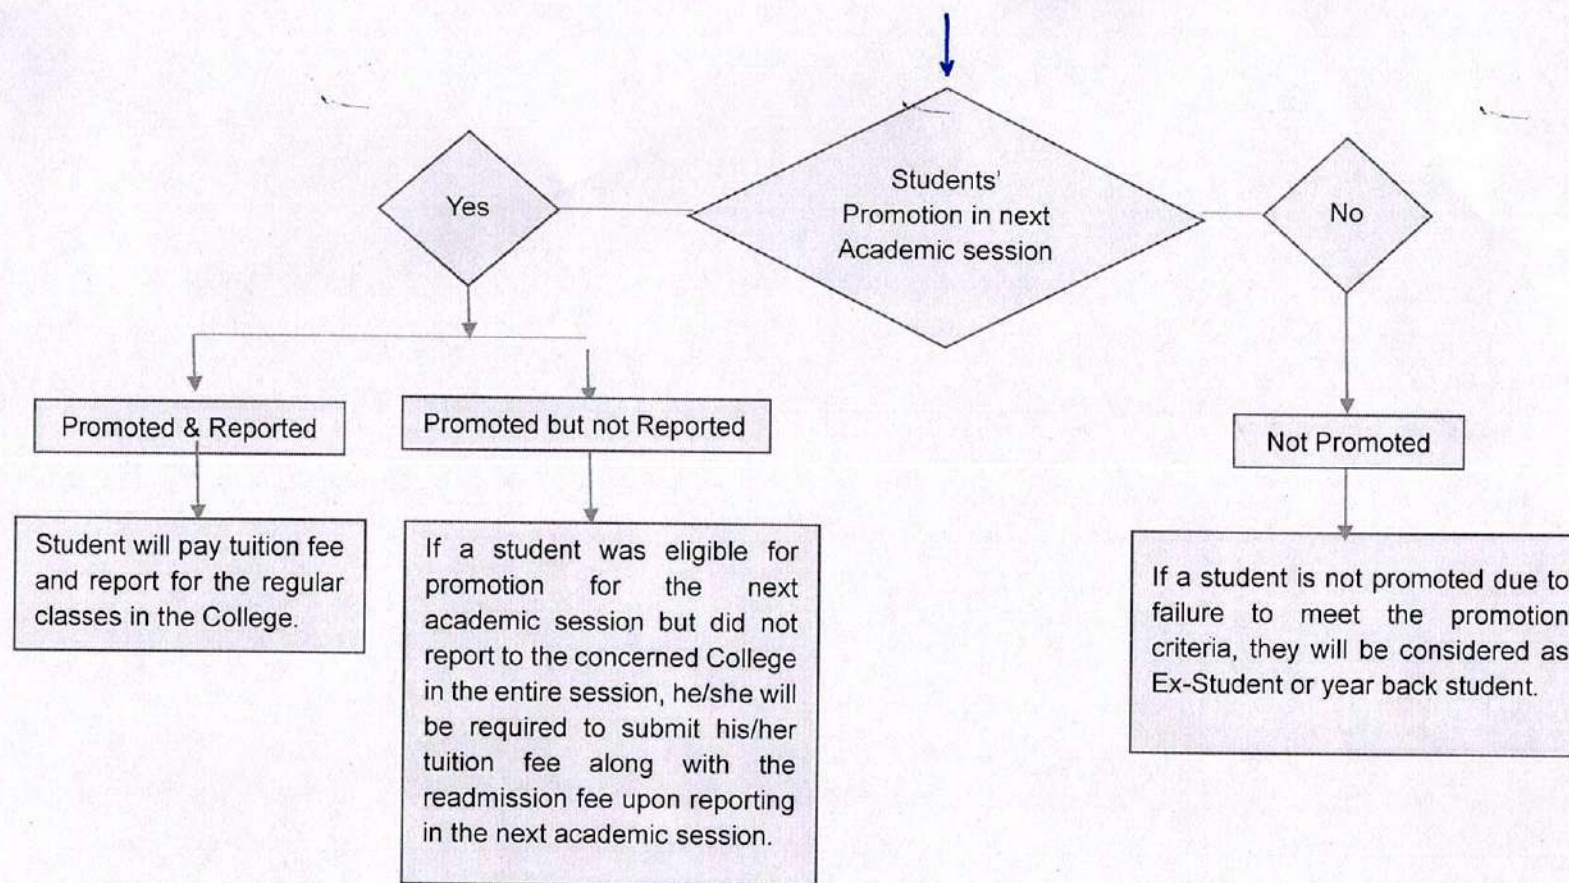 Students'
Promotion in next
Academic session
Yes
No
Promoted & Reported
Promoted but not Reported
Not Promoted
Student will pay tuition fee
and report for the regular
classes in the College.
If a student was eligible for
promotion for the next
academic session but did not
report to the concerned College
in the entire session, he/she will
be required to submit his/her
tuition fee along with the
readmission fee upon reporting
in the next academic session.
If a student is not promoted due to
failure to meet the promotion
criteria, they will be considered as
Ex-Student or year back student.